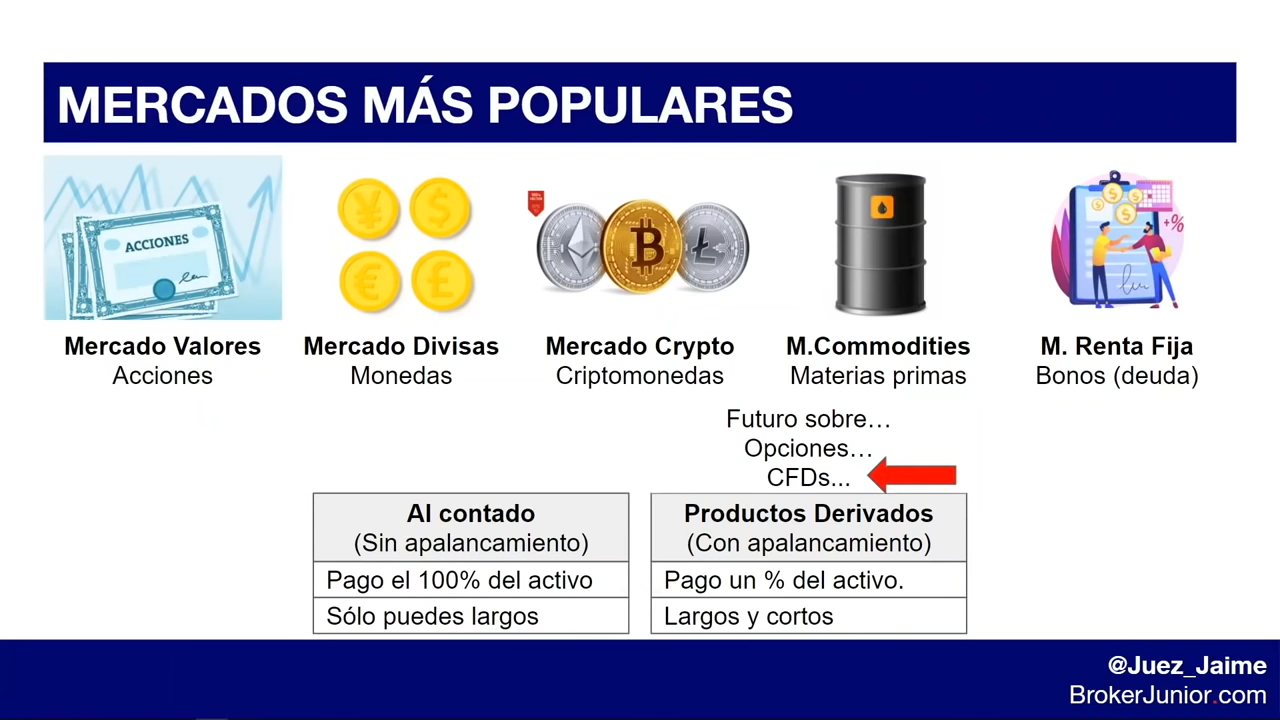 MERCADOS MÁS POPULARES
ACCIONES
+%
Mercado Valores
Acciones
Mercado Divisas
Monedas
Mercado Crypto
Criptomonedas
M.Commodities
Materias primas
M. Renta Fija
Bonos (deuda)
Futuro sobre…
Opciones…
CFDs...
Al contado
(Sin apalancamiento)
Pago el 100% del activo
Sólo puedes largos
Productos Derivados
(Con apalancamiento)
Pago un % del activo.
Largos y cortos
@Juez_Jaime
BrokerJunior.com